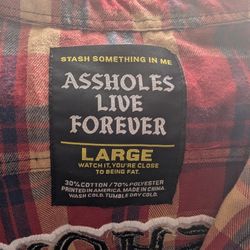 STASH SOMETHING IN ME
ASSHOLES
LIVE
FOREVER
LARGE
WATCH IT, YOU'RE CLOSE
TO BEING FAT.
30% COTTON / 70% POLYESTER
PRINTED IN AMERICA, MADE IN CHINA
WASH COLD, TUMBLE DRY COLD.